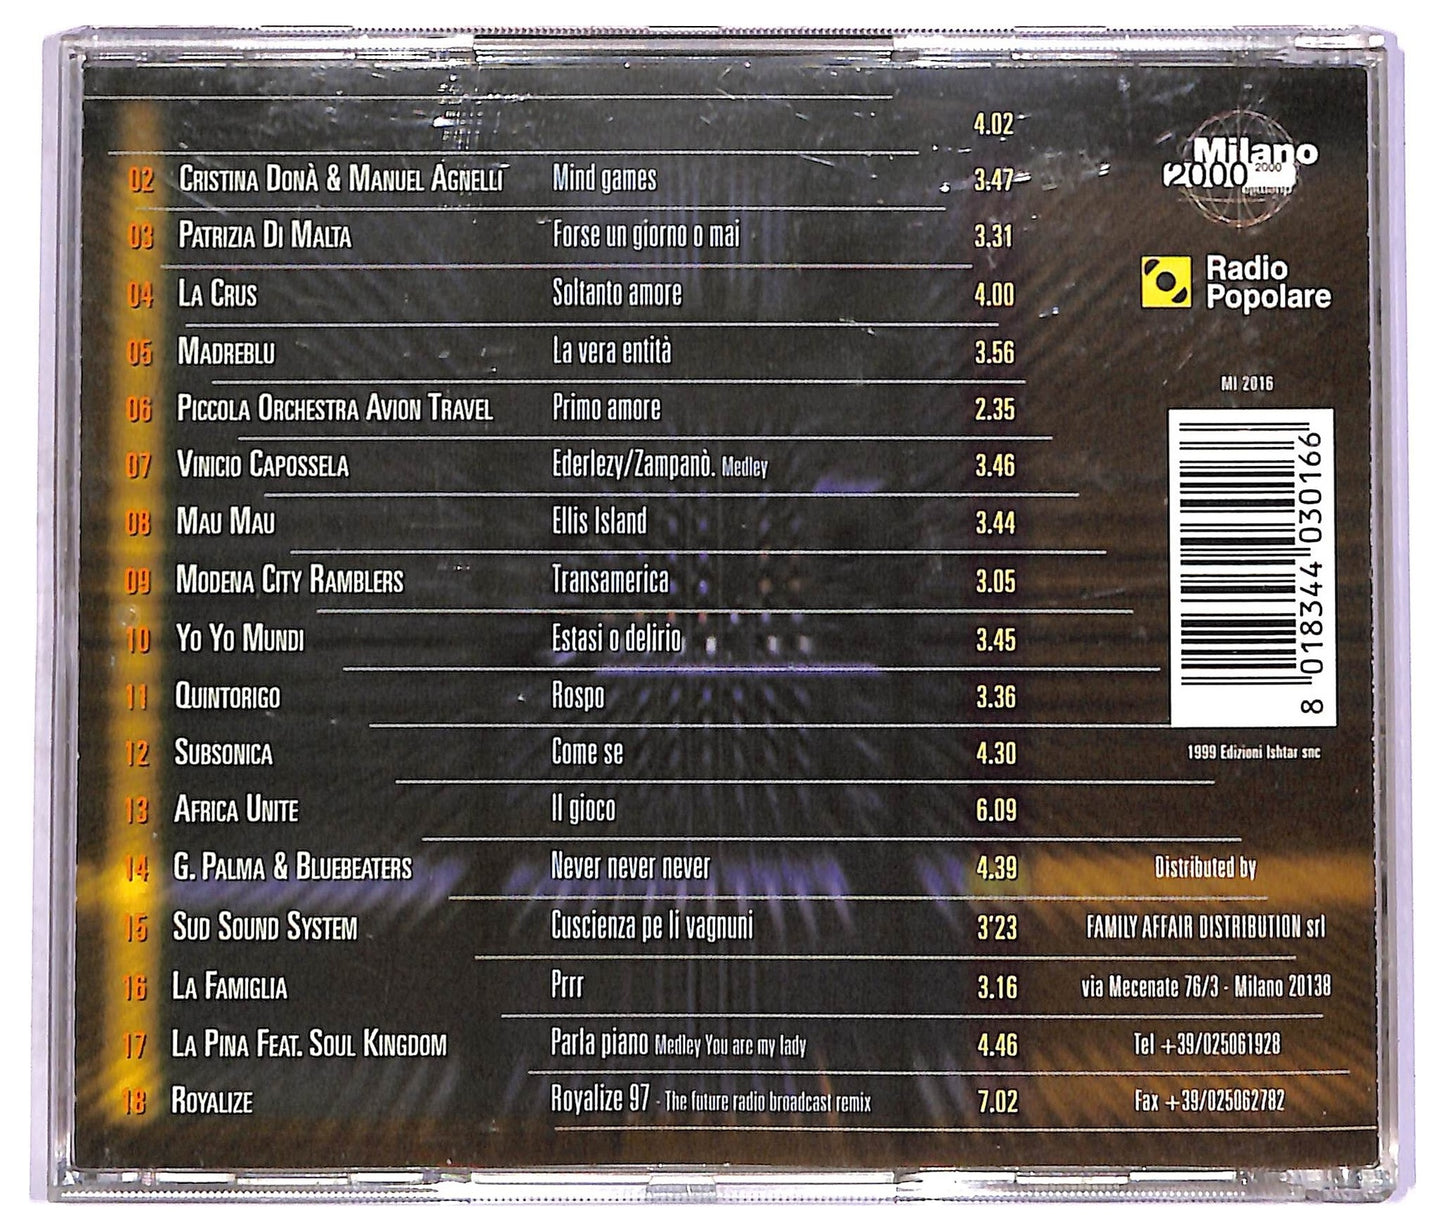 4.02
02 CRISTINA DONÀ & MANUEL AGNELLI Mind games 3.47
03 PATRIZIA DI MALTA Forse un giorno o mai 3.31
04 LA CRUS Soltanto amore 4.00
05 MADREBLU La vera entità 3.56
06 PICCOLA ORCHESTRA AVION TRAVEL Primo amore 2.35
07 VINICIO CAPOSSELA Ederlezy/Zampanò. Medley 3.46
08 MAU MAU Ellis Island 3.44
09 MODENA CITY RAMBLERS Transamerica 3.05
10 YO YO MUNDI Estasi o delirio 3.45
11 QUINTORIGO Rospo 3.36
12 SUBSONICA Come se 4.30
13 AFRICA UNITE Il gioco 6.09
14 G. PALMA & BLUEBEATERS Never never never 4.39
15 SUD SOUND SYSTEM Cuscienza pe li vagnuni 3'23
16 LA FAMIGLIA Prrr 3.16
17 LA PINA FEAT. SOUL KINGDOM Parla piano Medley You are my lady 4.46
18 ROYALIZE Royalize 97 - The future radio broadcast remix 7.02
Milano
2000 2000
Milano
Radio
Popolare
MI 2016
8 018344 030166
1999 Edizioni Ishtar snc
Distributed by
FAMILY AFFAIR DISTRIBUTION srl
via Mecenate 76/3 - Milano 20138
Tel +39/025061928
Fax +39/025062782